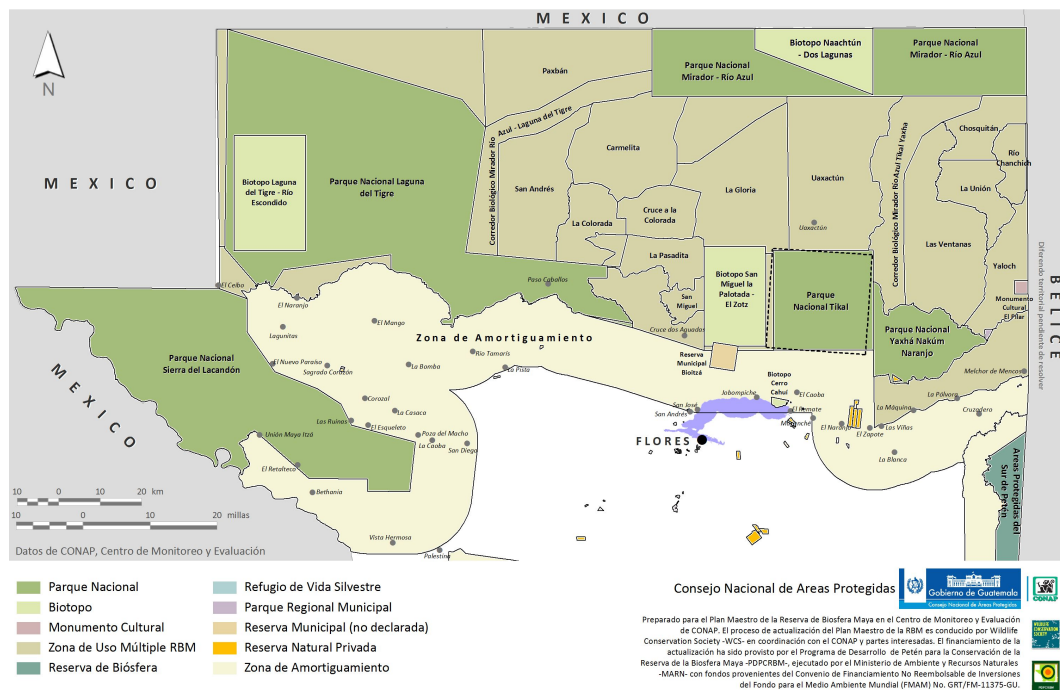 MEXICO
N
Paxbán
Parque Nacional
Mirador - Río Azul
Biotopo Naachtún
- Dos Lagunas
Parque Nacional
Mirador - Río Azul
Azul - Laguna del Tigre
Corredor Biológico Mirador Rio
Carmelita
Corredor Biológico Mirador Río Azul Tikal Yaxha
Chosquitán
Río
Chanchich
MEXICO
Biotopo Laguna
del Tigre - Río
Escondido
Parque Nacional Laguna
del Tigre
San Andrés
La Gloria
Uaxactún
La Unión
La Colorada
Cruce a la
Colorada
Uaxactún
Las Ventanas
La Pasadita
Yaloch
Diferendo territorial pendiente de resolver
BELICE
El Ceibo
Paso Caballos
Biotopo San
Miguel la
Palotada -
El Zotz
Parque
Nacional Tikal
San
Miguel
Monumento
Cultural
El Pilar
El Naranjo
El Mango
Lagunitas
Zona de Amortiguamiento
Cruce dos Aguadas
Parque Nacional
Yaxhá Nakúm
Naranjo
Parque Nacional
Sierra del Lacandón
El Nuevo Paraíso
Sagrado Corazón
La Bomba
Rio Tamarís
La Pista
Reserva
Municipal
Bioitzá
Biotopo
Cerro
Cahui
Melchor de Mencos
MEXICO
Corozal
La Casaca
Jobompiche
El Caoba
La Pólvora
San José
San Andrés
El Remate
Macanche
La Máquina
Cruzadero
Las Ruinas
El Esqueleto
El Naranjo
El Zapote
Las Viñas
Unión Maya Itzá
Pozo del Macho
La Caoba
San Diego
FLORES
La Blanca
El Retalteco
Areas Protegidas del
Sur de Petén
Bethania
10 0 10 20 km
10 0 10 20 millas
Vista Hermosa
Palestina
Datos de CONAP, Centro de Monitoreo y Evaluación
Parque Nacional
Biotopo
Monumento Cultural
Zona de Uso Múltiple RBM
Reserva de Biósfera
Refugio de Vida Silvestre
Parque Regional Municipal
Reserva Municipal (no declarada)
Reserva Natural Privada
Zona de Amortiguamiento
Consejo Nacional de Areas Protegidas
Gobierno de Guatemala
Consejo Nacional de Areas Protegidas
CONAP
WILDLIFE
CONSERVATION
SOCIETY
PDPCRBM
Preparado para el Plan Maestro de la Reserva de Biosfera Maya en el Centro de Monitoreo y Evaluación
de CONAP. El proceso de actualización del Plan Maestro de la RBM es conducido por Wildlife
Conservation Society -WCS- en coordinación con el CONAP y partes interesadas. El financiamiento de la
actualización ha sido provisto por el Programa de Desarrollo de Petén para la Conservación de la
Reserva de la Biosfera Maya -PDPCRBM-, ejecutado por el Ministerio de Ambiente y Recursos Naturales
-MARN- con fondos provenientes del Convenio de Financiamiento No Reembolsable de Inversiones
del Fondo para el Medio Ambiente Mundial (FMAM) No. GRT/FM-11375-GU.